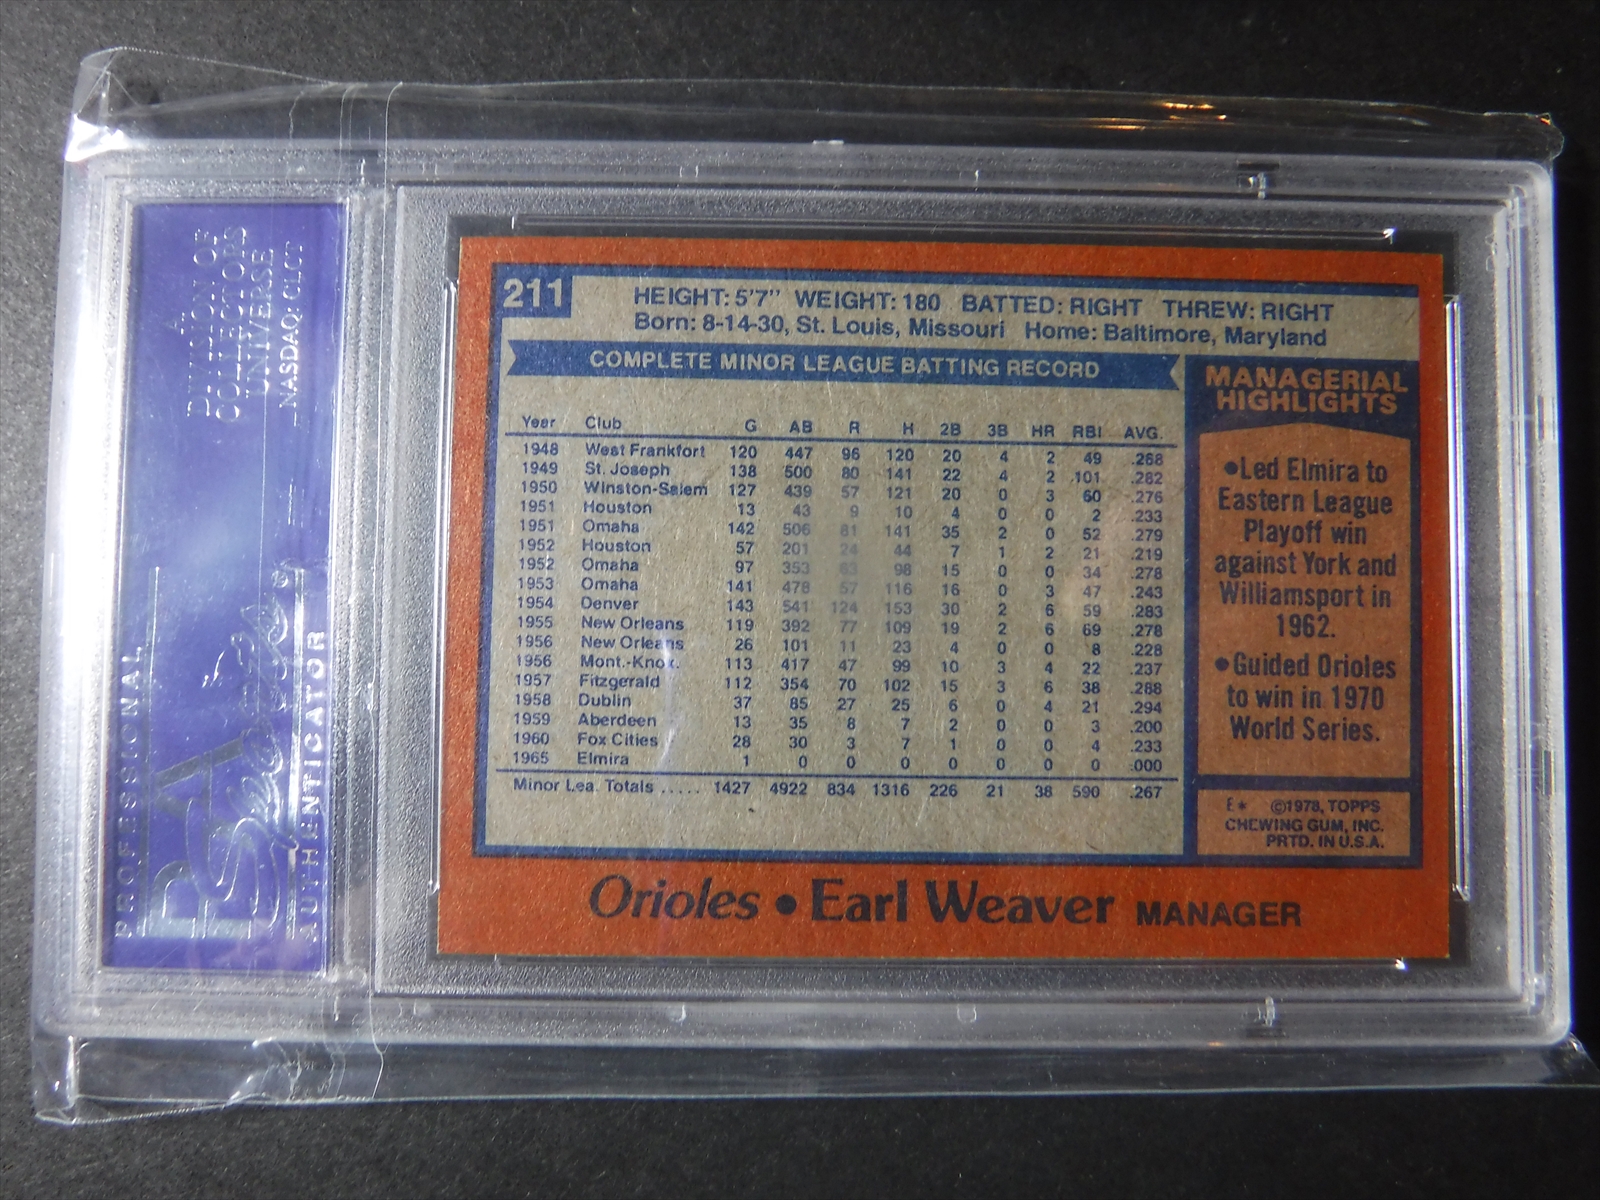 A
DIVISION OF
COLLECTORS
UNIVERSE
NASDAQ: CLCT
PROFESSIONAL
PSA
Sports
AUTHENTICATOR
211
HEIGHT: 5'7" WEIGHT: 180 BATTED: RIGHT THREW: RIGHT
Born: 8-14-30, St. Louis, Missouri Home: Baltimore, Maryland
COMPLETE MINOR LEAGUE BATTING RECORD
Year Club G AB R H 2B 3B HR RBI AVG.
1948 West Frankfort 120 447 96 120 20 4 2 49 .268
1949 St. Joseph 138 500 80 141 22 4 2 101 .282
1950 Winston-Salem 127 439 57 121 20 0 3 60 .276
1951 Houston 13 43 9 10 4 0 0 2 .233
1951 Omaha 142 506 81 141 35 2 0 52 .279
1952 Houston 57 201 24 44 7 1 2 21 .219
1952 Omaha 97 353 63 98 15 0 0 34 .278
1953 Omaha 141 478 57 116 16 0 3 47 .243
1954 Denver 143 541 124 153 30 2 6 59 .283
1955 New Orleans 119 392 77 109 19 2 6 69 .278
1956 New Orleans 26 101 11 23 4 0 0 8 .228
1956 Mont.-Knox. 113 417 47 99 10 3 4 22 .237
1957 Fitzgerald 112 354 70 102 15 3 6 38 .288
1958 Dublin 37 85 27 25 6 0 4 21 .294
1959 Aberdeen 13 35 8 7 2 0 0 3 .200
1960 Fox Cities 28 30 3 7 1 0 0 4 .233
1965 Elmira 1 0 0 0 0 0 0 0 .000
Minor Lea. Totals ..... 1427 4922 834 1316 226 21 38 590 .267
MANAGERIAL
HIGHLIGHTS
●Led Elmira to
Eastern League
Playoff win
against York and
Williamsport in
1962.
●Guided Orioles
to win in 1970
World Series.
E* ©1978, TOPPS
CHEWING GUM, INC.
PRTD. IN U.S.A.
Orioles ● Earl Weaver MANAGER